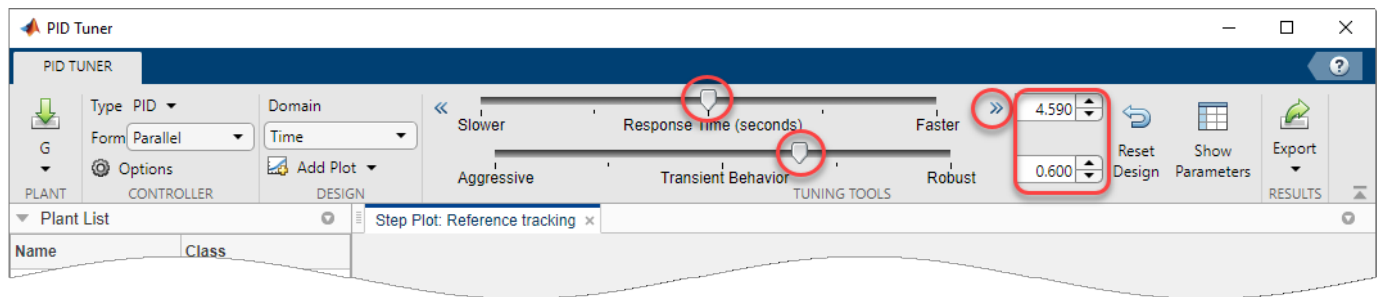 PID Tuner
PID TUNER
?
Type PID
Form Parallel
Options
G
PLANT
CONTROLLER
Domain
Time
Add Plot
DESIGN
Slower Response Time (seconds) Faster
4.590
Aggressive Transient Behavior Robust
0.600
TUNING TOOLS
Reset
Design
Show
Parameters
Export
RESULTS
Plant List
Step Plot: Reference tracking
Name Class